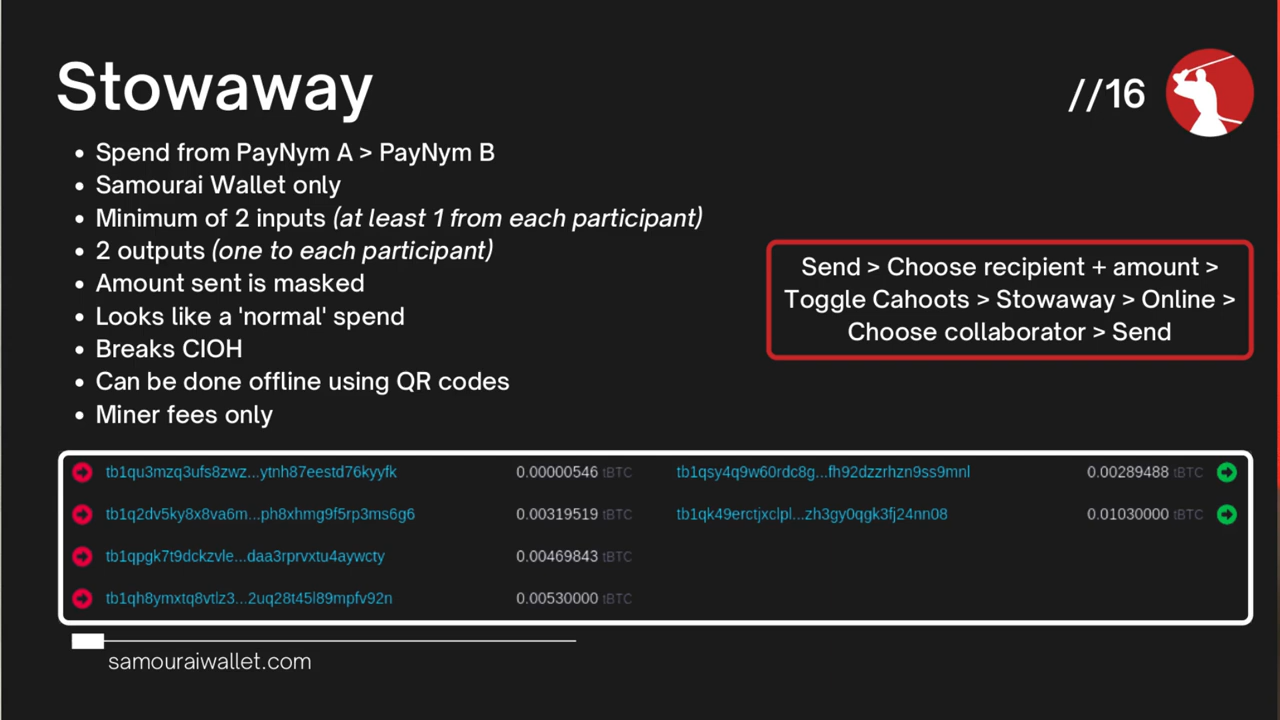 Stowaway
//16
• Spend from PayNym A > PayNym B
• Samourai Wallet only
• Minimum of 2 inputs (at least 1 from each participant)
• 2 outputs (one to each participant)
• Amount sent is masked
• Looks like a 'normal' spend
• Breaks CIOH
• Can be done offline using QR codes
• Miner fees only
Send > Choose recipient + amount >
Toggle Cahoots > Stowaway > Online >
Choose collaborator > Send
tb1qu3mzq3ufs8zwz...ytnh87eestd76kyyfk 0.00000546 tBTC tb1qsy4q9w60rdc8g...fh92dzzrhzn9ss9mnl 0.00289488 tBTC
tb1q2dv5ky8x8va6m...ph8xhmg9f5rp3ms6g6 0.00319519 tBTC tb1qk49erctjxclpl...zh3gy0qgk3fj24nn08 0.01030000 tBTC
tb1qpgk7t9dckzvle...daa3rprvxtu4aywcty 0.00469843 tBTC
tb1qh8ymxtq8vtlz3...2uq28t45l89mpfv92n 0.00530000 tBTC
samouraiwallet.com